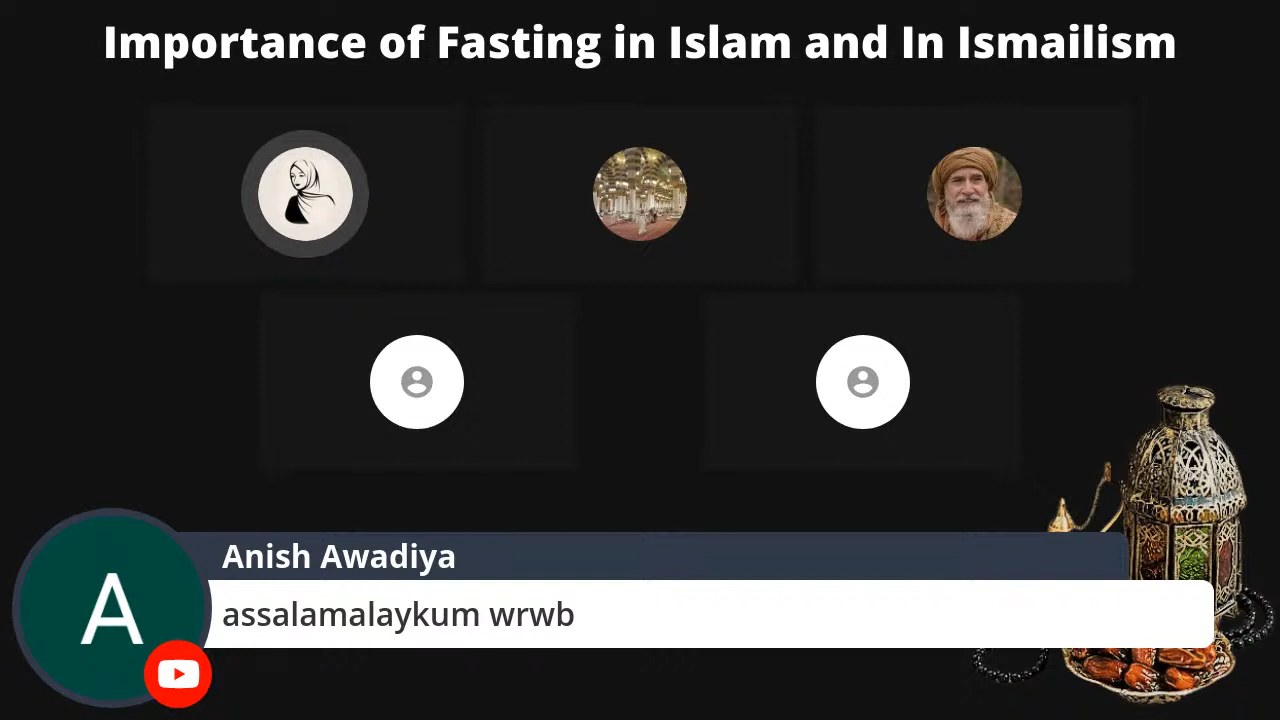 Importance of Fasting in Islam and In Ismailism
Anish Awadiya
A
assalamalaykum wrwb